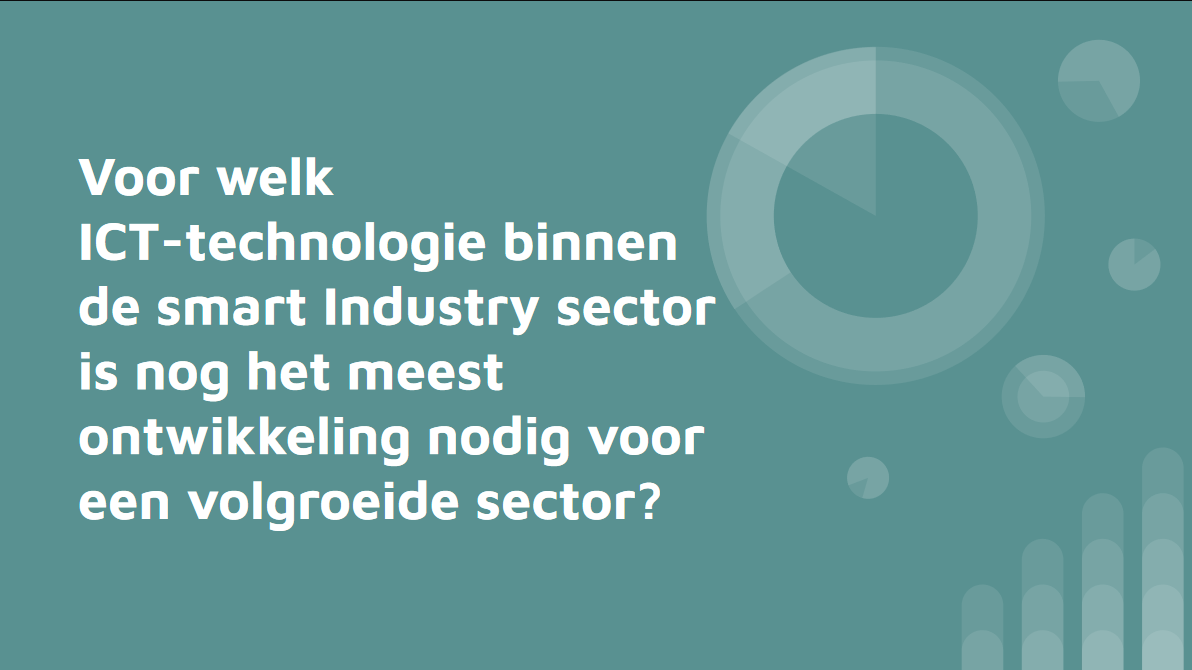 Voor welk
ICT-technologie binnen
de smart Industry sector
is nog het meest
ontwikkeling nodig voor
een volgroeide sector?